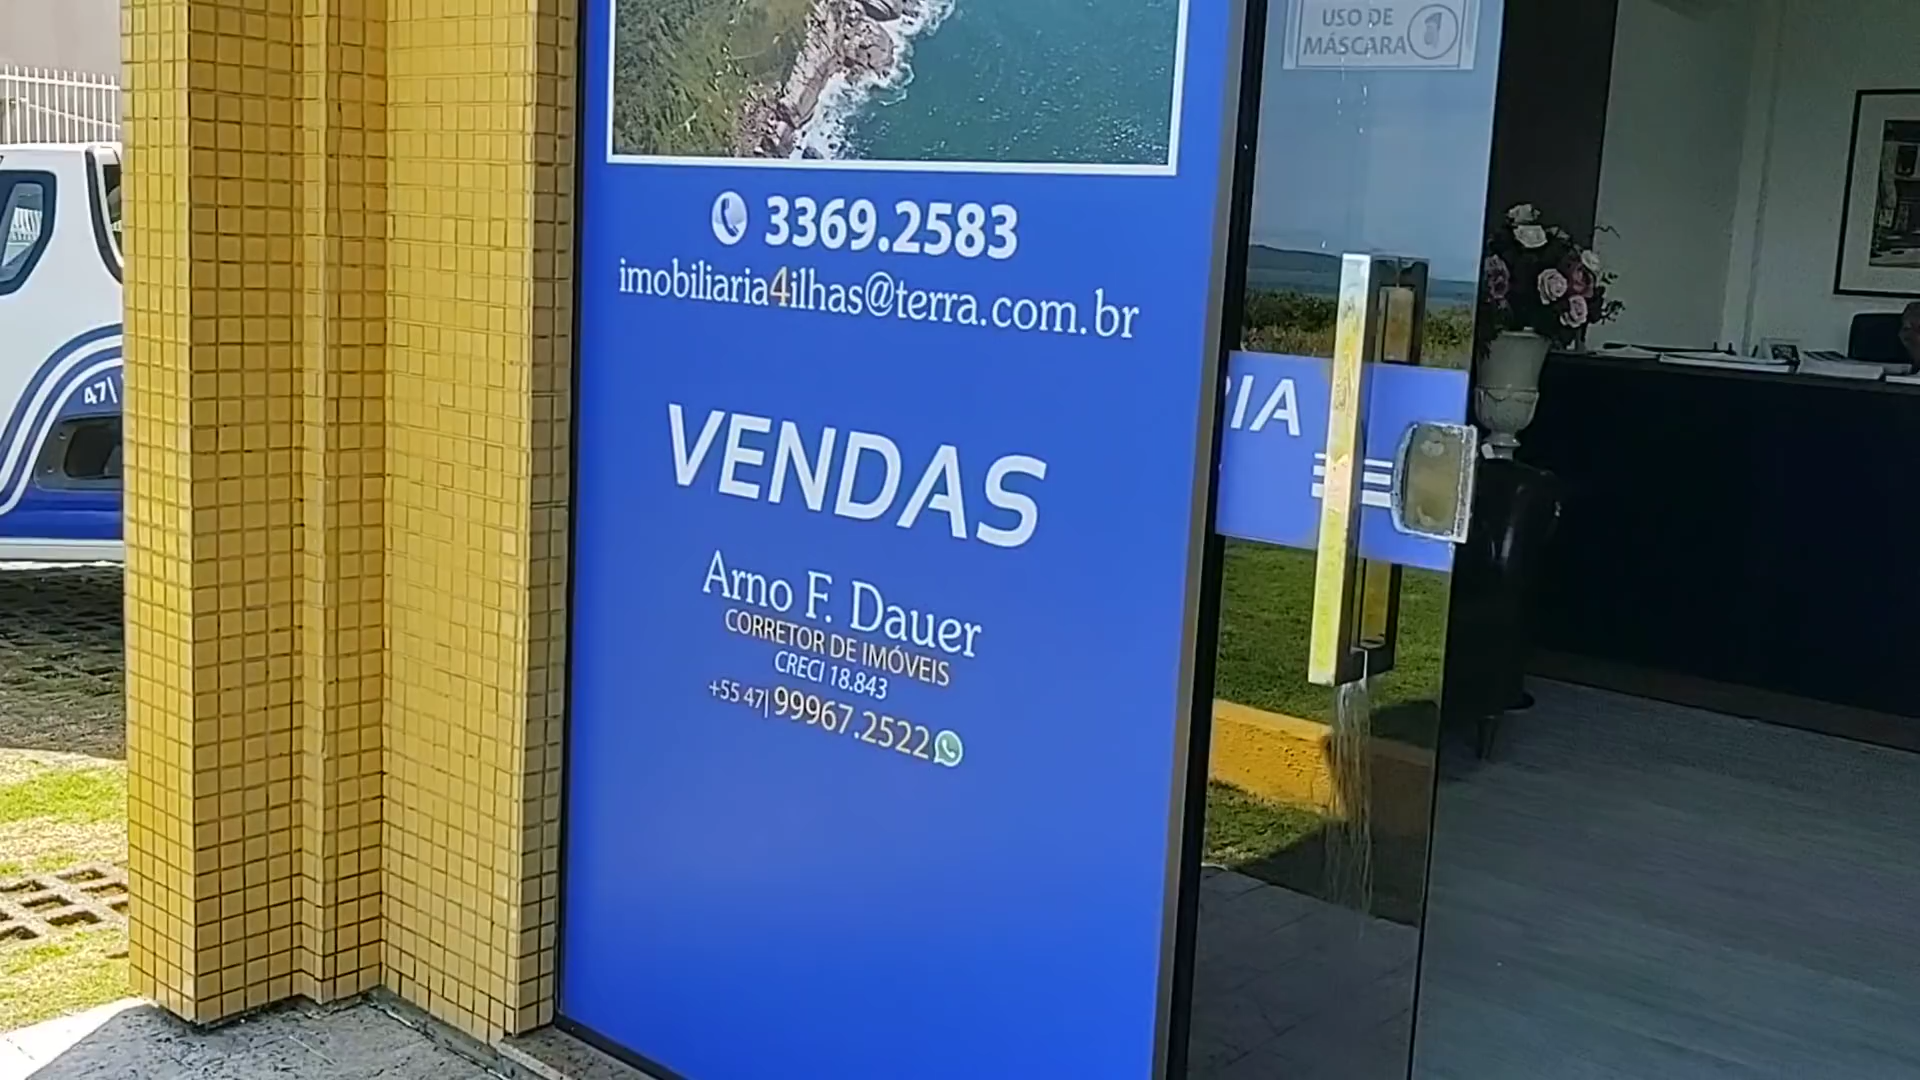 USO DE
MÁSCARA
3369.2583
imobiliaria4ilhas@terra.com.br
VENDAS
Arno F. Dauer
CORRETOR DE IMÓVEIS
CRECI 18.843
+55 47| 99967.2522
47|